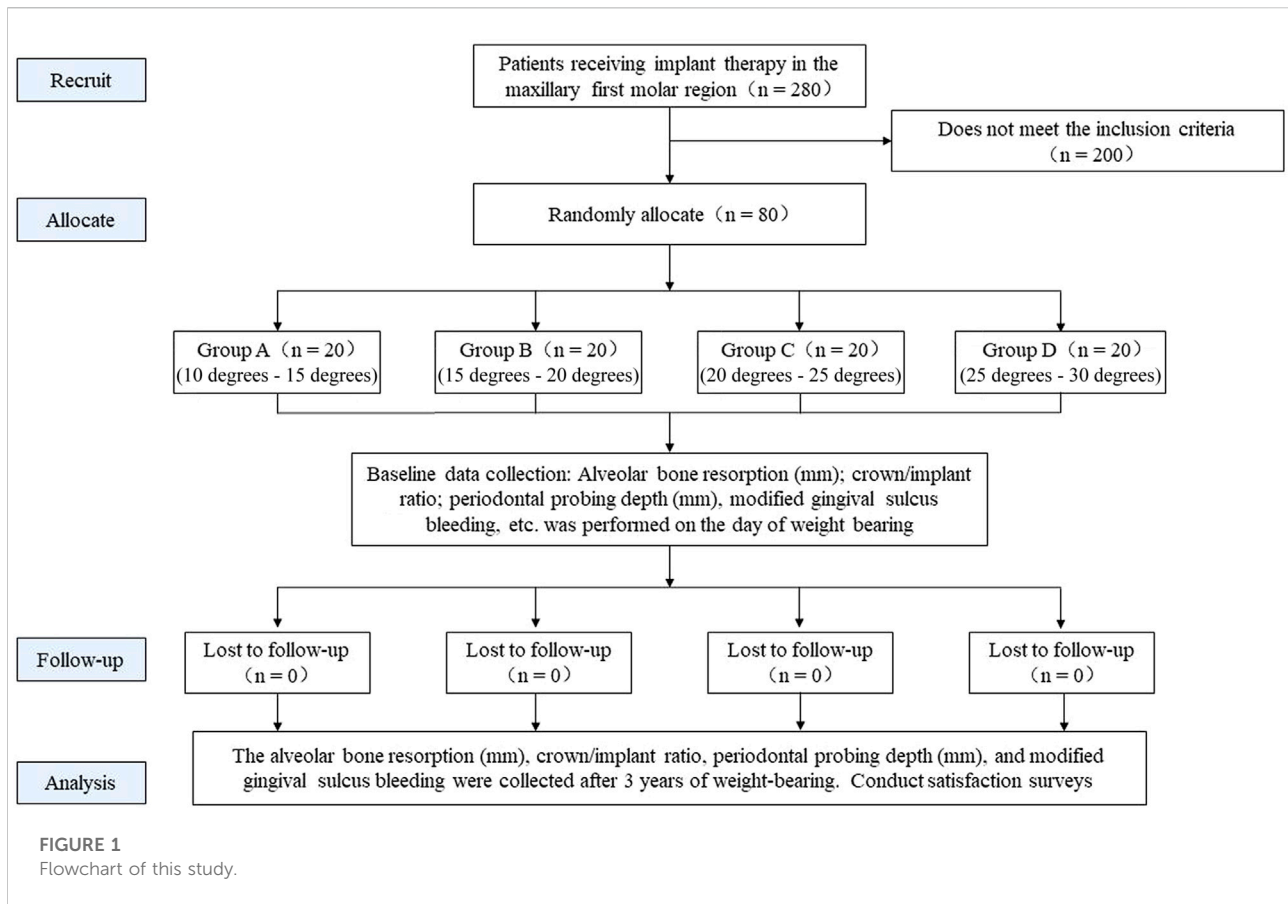 Recruit
Patients receiving implant therapy in the
maxillary first molar region（n = 280）
Does not meet the inclusion criteria
（n = 200）
Allocate
Randomly allocate（n = 80）
Group A（n = 20）
(10 degrees - 15 degrees)
Group B（n = 20）
(15 degrees - 20 degrees)
Group C（n = 20）
(20 degrees - 25 degrees)
Group D（n = 20）
(25 degrees - 30 degrees)
Baseline data collection: Alveolar bone resorption (mm); crown/implant
ratio; periodontal probing depth (mm), modified gingival sulcus
bleeding, etc. was performed on the day of weight bearing
Follow-up
Lost to follow-up
（n = 0）
Lost to follow-up
（n = 0）
Lost to follow-up
（n = 0）
Lost to follow-up
（n = 0）
Analysis
The alveolar bone resorption (mm), crown/implant ratio, periodontal probing depth (mm), and modified
gingival sulcus bleeding were collected after 3 years of weight-bearing. Conduct satisfaction surveys
FIGURE 1
Flowchart of this study.